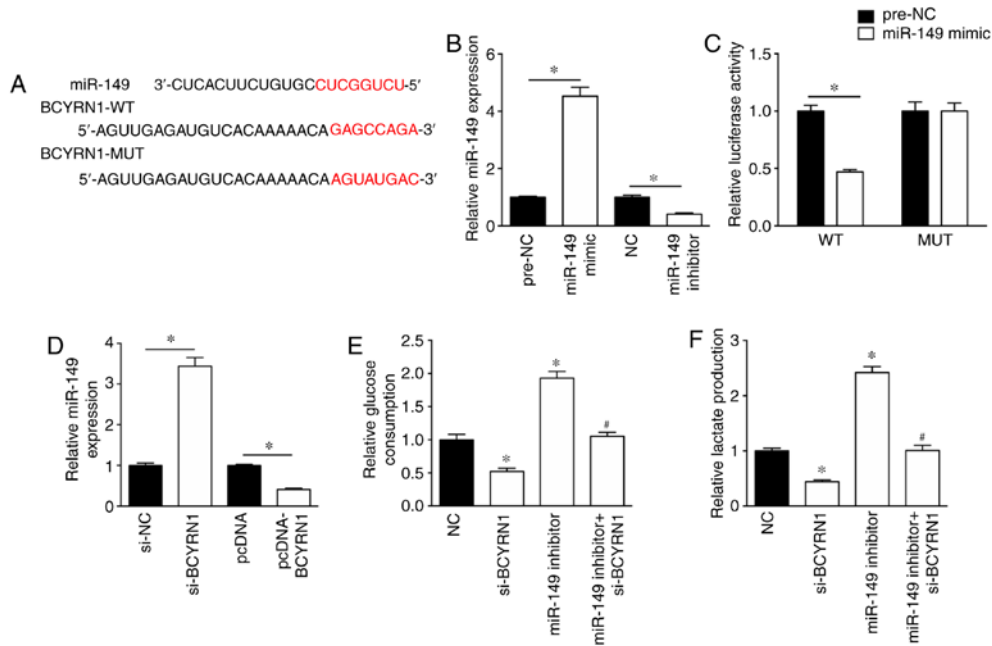 A
miR-149 3′-CUCACUUCUGUGCCUCGGUCU-5′
BCYRN1-WT
5′-AGUUGAGAUGUCACAAAAACAGAGCCAGA-3′
BCYRN1-MUT
5′-AGUUGAGAUGUCACAAAAACAAGUAUGAC-3′
B
Relative miR-149 expression
6
4
2
0
*
*
pre-NC
miR-149
mimic
NC
miR-149
inhibitor
pre-NC
miR-149 mimic
C
Relative luciferase activity
1.5
1.0
0.5
0.0
*
WT
MUT
D
Relative miR-149
expression
4
3
2
1
0
*
*
si-NC
si-BCYRN1
pcDNA
pcDNA-
BCYRN1
E
Relative glucose
consumption
2.5
2.0
1.5
1.0
0.5
0.0
*
*
#
NC
si-BCYRN1
miR-149 inhibitor
miR-149 inhibitor+
si-BCYRN1
F
Relative lactate production
3
2
1
0
*
*
#
NC
si-BCYRN1
miR-149 inhibitor
miR-149 inhibitor+
si-BCYRN1